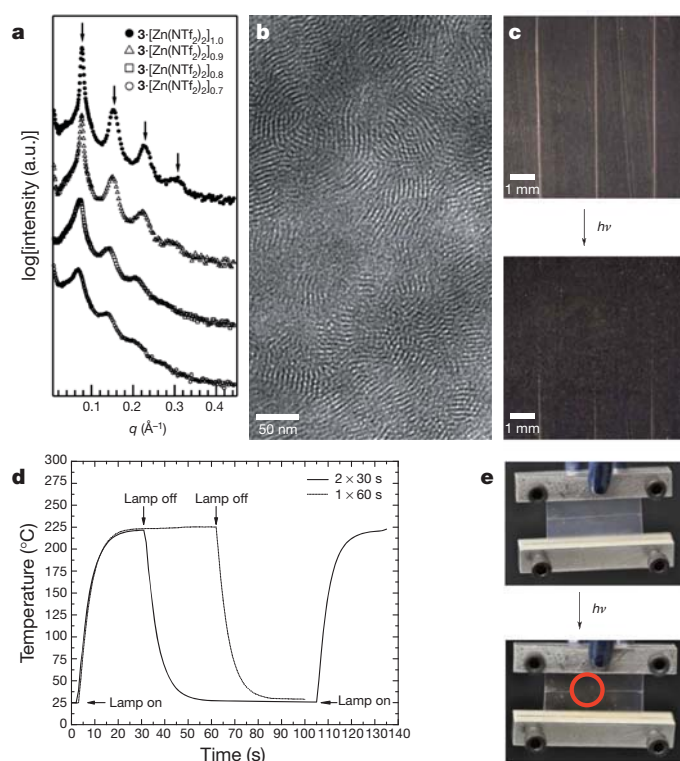 a
3·[Zn(NTf₂)₂]₁.₀
3·[Zn(NTf₂)₂]₀.₉
3·[Zn(NTf₂)₂]₀.₈
3·[Zn(NTf₂)₂]₀.₇
log[intensity (a.u.)]
0.1 0.2 0.3 0.4
q (Å⁻¹)
b
50 nm
c
1 mm
hν
1 mm
d
2 × 30 s
1 × 60 s
Lamp off Lamp off
300
275
250
225
200
175
150
125
100
75
50
25
0
Temperature (°C)
Lamp on Lamp on
0 10 20 30 40 50 60 70 80 90 100 110 120 130 140
Time (s)
e
hν